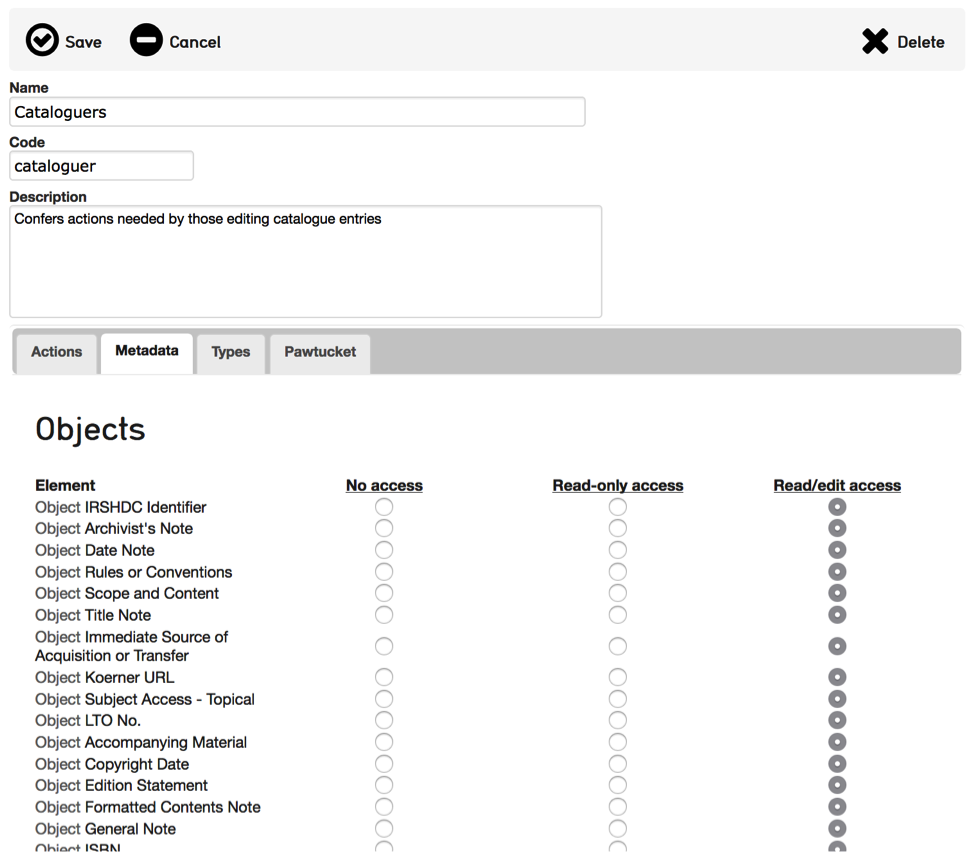 Save Cancel Delete
Name
Cataloguers
Code
cataloguer
Description
Confers actions needed by those editing catalogue entries
Actions Metadata Types Pawtucket
Objects
Element No access Read-only access Read/edit access
Object IRSHDC Identifier
Object Archivist's Note
Object Date Note
Object Rules or Conventions
Object Scope and Content
Object Title Note
Object Immediate Source of
Acquisition or Transfer
Object Koerner URL
Object Subject Access - Topical
Object LTO No.
Object Accompanying Material
Object Copyright Date
Object Edition Statement
Object Formatted Contents Note
Object General Note
Object ISBN